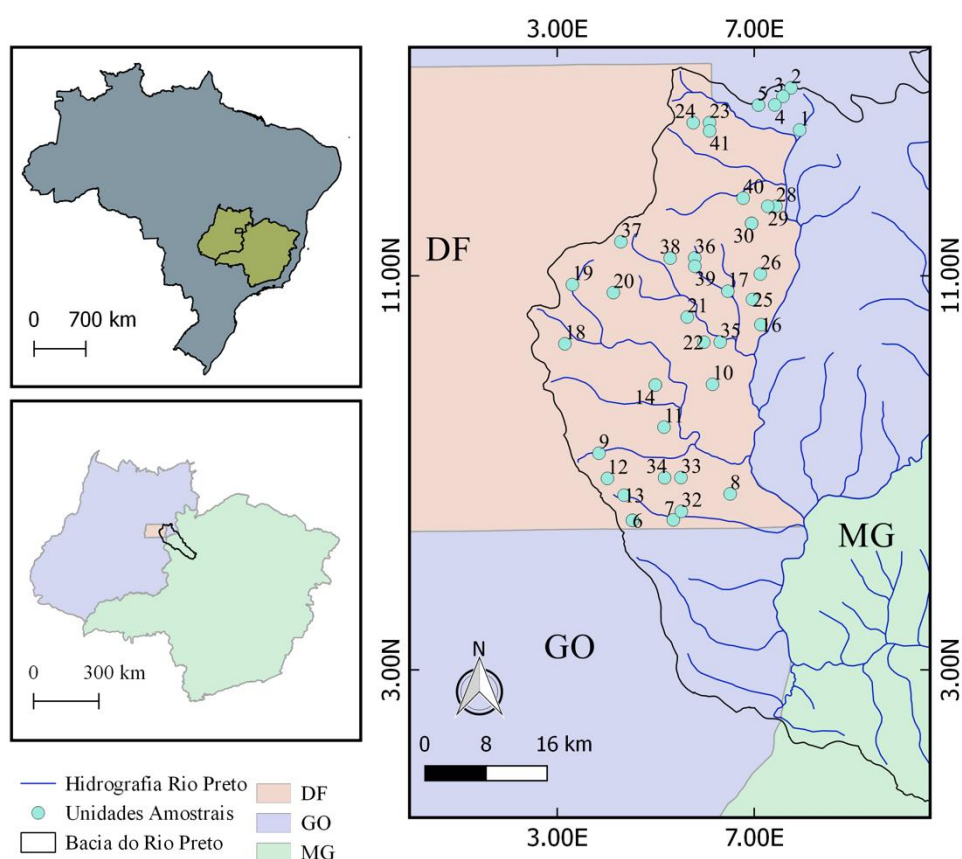 0 700 km
0 300 km
Hidrografia Rio Preto
Unidades Amostrais
Bacia do Rio Preto
DF
GO
MG
3.00E 7.00E
11.00N
3.00N
11.00N
3.00N
3.00E 7.00E
DF
GO
MG
N
0 8 16 km
2
3
5
4
1
24
23
41
40
28
29
30
37
38
36
39
26
19
20
17
25
21
16
18
22
35
14
10
11
9
12
34
33
8
13
7
32
6